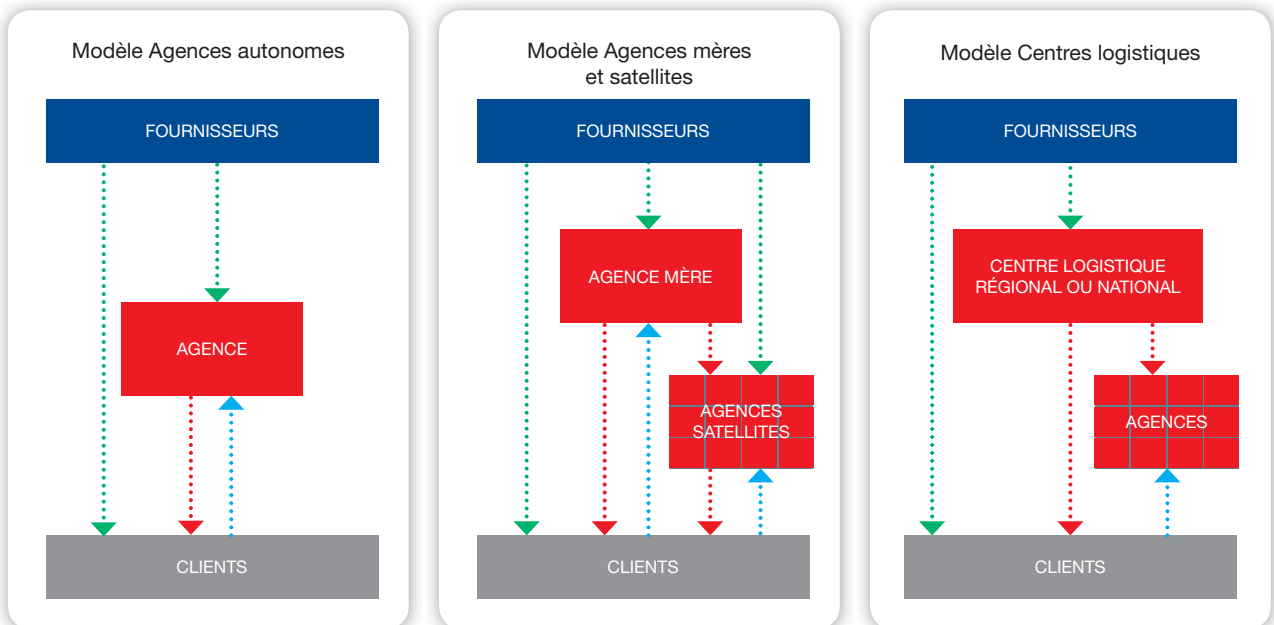 Modèle Agences autonomes
FOURNISSEURS
AGENCE
CLIENTS
Modèle Agences mères
et satellites
FOURNISSEURS
AGENCE MÈRE
AGENCES
SATELLITES
CLIENTS
Modèle Centres logistiques
FOURNISSEURS
CENTRE LOGISTIQUE
RÉGIONAL OU NATIONAL
AGENCES
CLIENTS